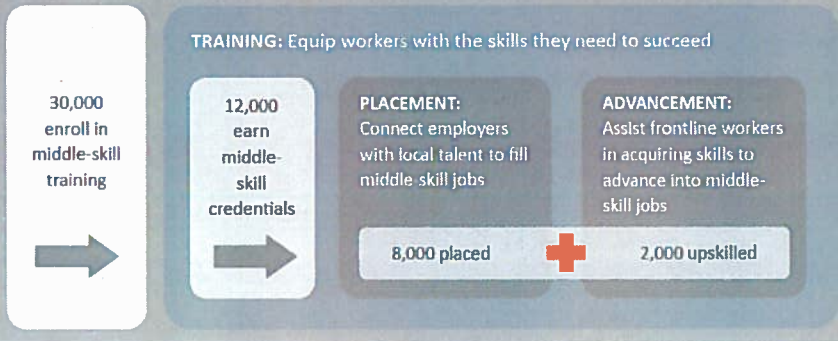 TRAINING: Equip workers with the skills they need to succeed
30,000
enroll in
middle-skill
training
12,000
earn
middle-
skill
credentials
PLACEMENT:
Connect employers
with local talent to fill
middle skill jobs
ADVANCEMENT:
Assist frontline workers
in acquiring skills to
advance into middle-
skill jobs
8,000 placed
2,000 upskilled